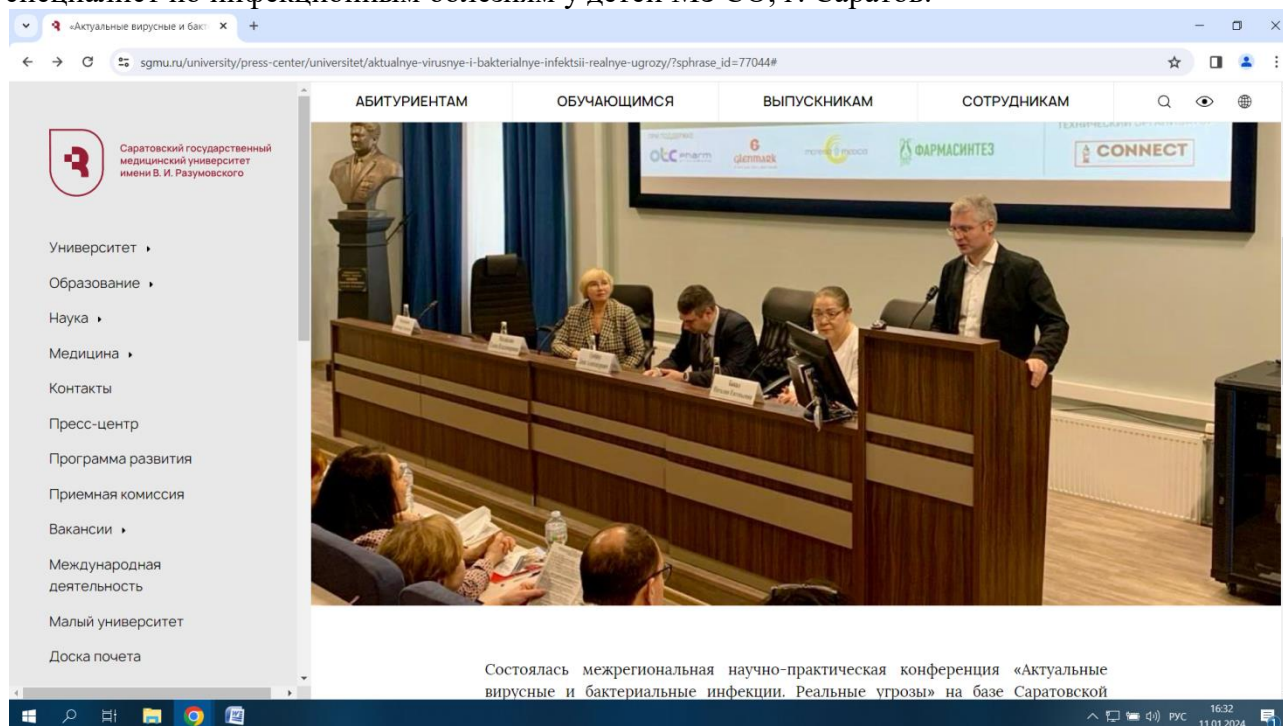 специалист по инфекционным болезням у детей МЗ СО, г. Саратов.
«Актуальные вирусные и бакт
sgmu.ru/university/press-center/universitet/aktualnye-virusnye-i-bakterialnye-infektsii-realnye-ugrozy/?sphrase_id=77044#
АБИТУРИЕНТАМ ОБУЧАЮЩИМСЯ ВЫПУСКНИКАМ СОТРУДНИКАМ
Саратовский государственный
медицинский университет
имени В. И. Разумовского
otc pharm glenmark ФАРМАСИНТЕЗ CONNECT
Университет
Образование
Наука
Медицина
Контакты
Пресс-центр
Программа развития
Приемная комиссия
Вакансии
Международная
деятельность
Малый университет
Доска почета
Состоялась межрегиональная научно-практическая конференция «Актуальные
вирусные и бактериальные инфекции. Реальные угрозы» на базе Саратовской
РУС
16:32
11.01.2024